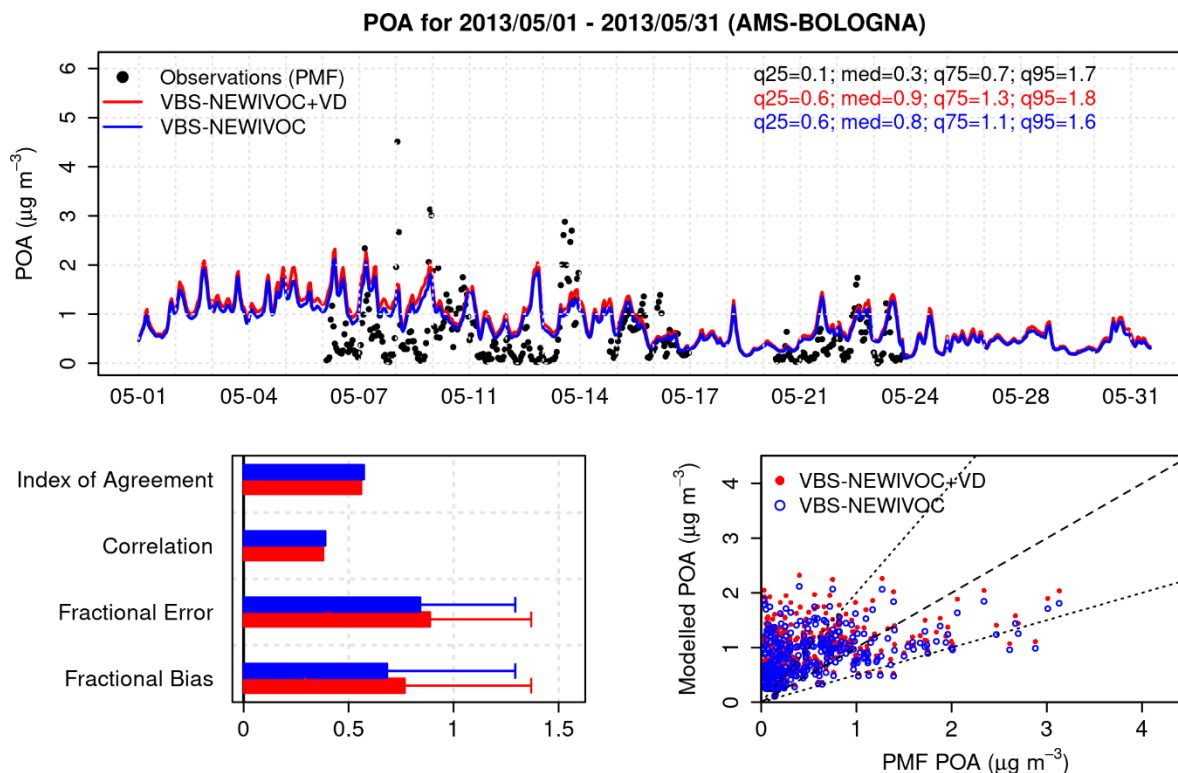 POA for 2013/05/01 - 2013/05/31 (AMS-BOLOGNA)
POA (µg m⁻³)
6
5
4
3
2
1
0
Observations (PMF)
VBS-NEWIVOC+VD
VBS-NEWIVOC
q25=0.1; med=0.3; q75=0.7; q95=1.7
q25=0.6; med=0.9; q75=1.3; q95=1.8
q25=0.6; med=0.8; q75=1.1; q95=1.6
05-01 05-04 05-07 05-11 05-14 05-17 05-21 05-24 05-28 05-31
Index of Agreement
Correlation
Fractional Error
Fractional Bias
0 0.5 1 1.5
Modelled POA (µg m⁻³)
4
3
2
1
0
VBS-NEWIVOC+VD
VBS-NEWIVOC
0 1 2 3 4
PMF POA (µg m⁻³)